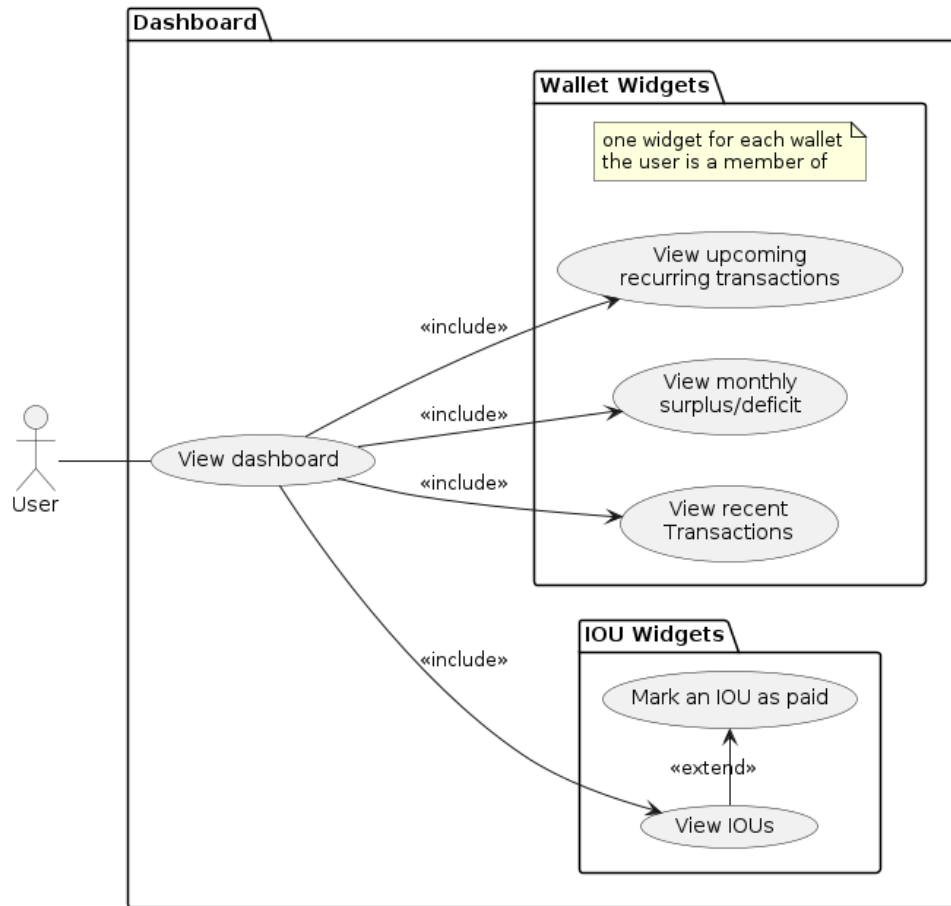 Dashboard
Wallet Widgets
one widget for each wallet
the user is a member of
View upcoming
recurring transactions
«include»
View monthly
surplus/deficit
«include»
View dashboard
User
«include»
View recent
Transactions
IOU Widgets
«include»
Mark an IOU as paid
«extend»
View IOUs